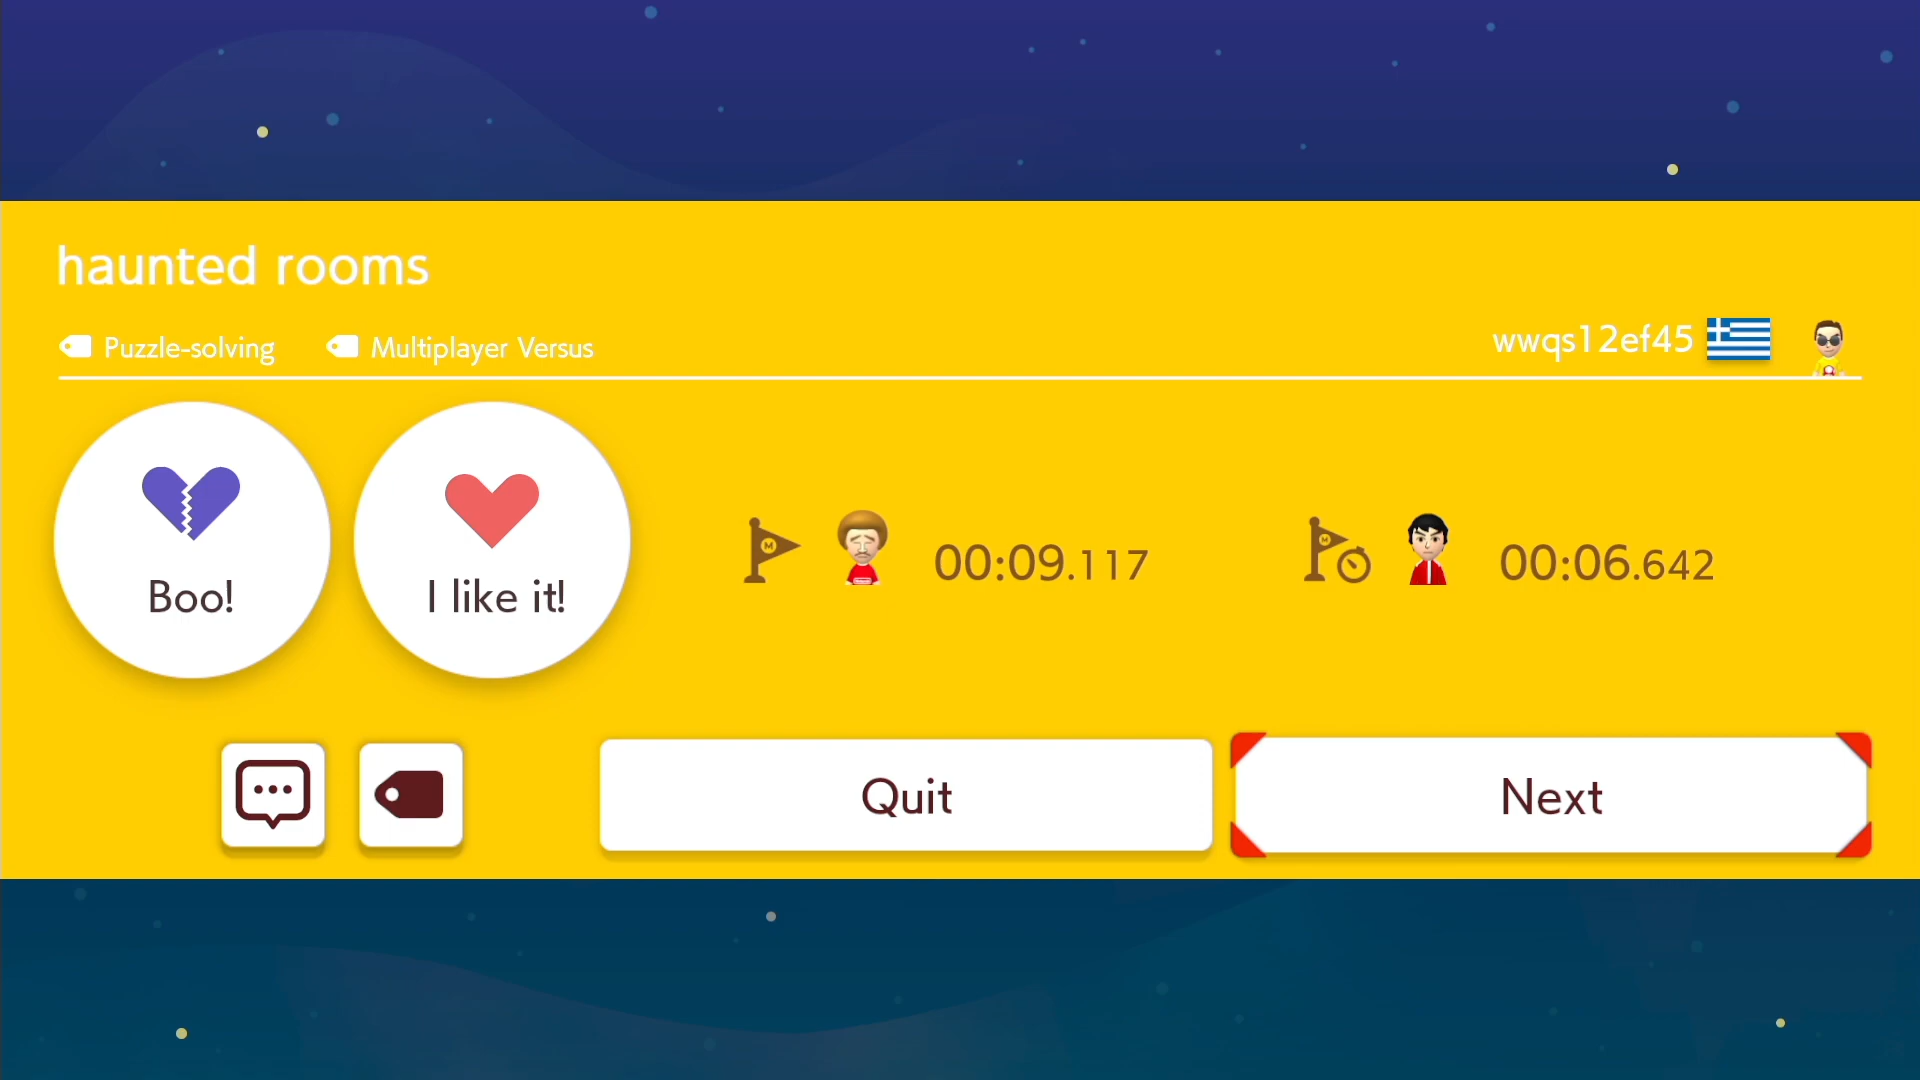 haunted rooms
Puzzle-solving
Multiplayer Versus
wwqs12ef45
Boo!
I like it!
M
00:09.117
M
00:06.642
Quit
Next